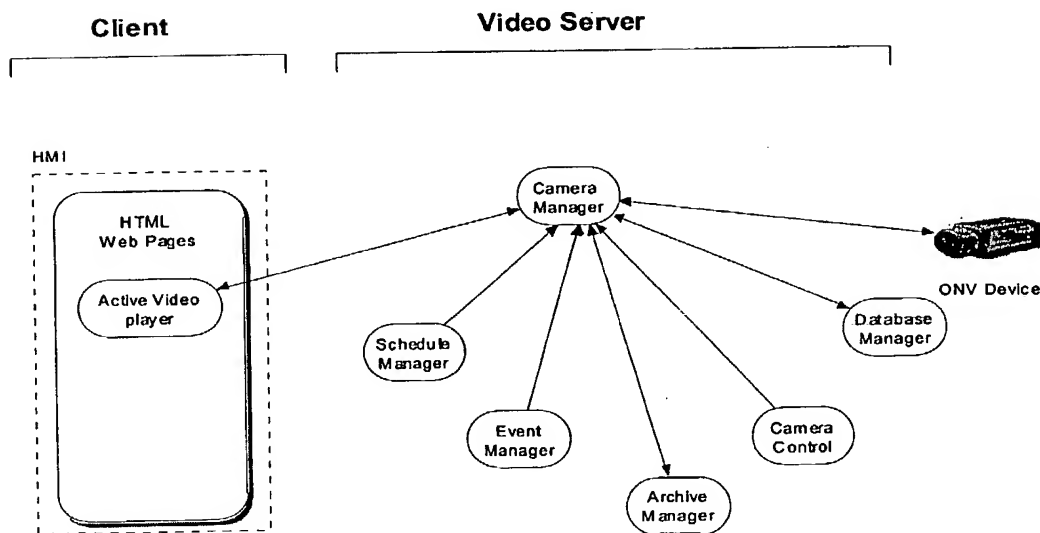 Client
Video Server
HMI
HTML
Web Pages
Active Video
player
Camera
Manager
ONV Device
Schedule
Manager
Event
Manager
Archive
Manager
Camera
Control
Database
Manager